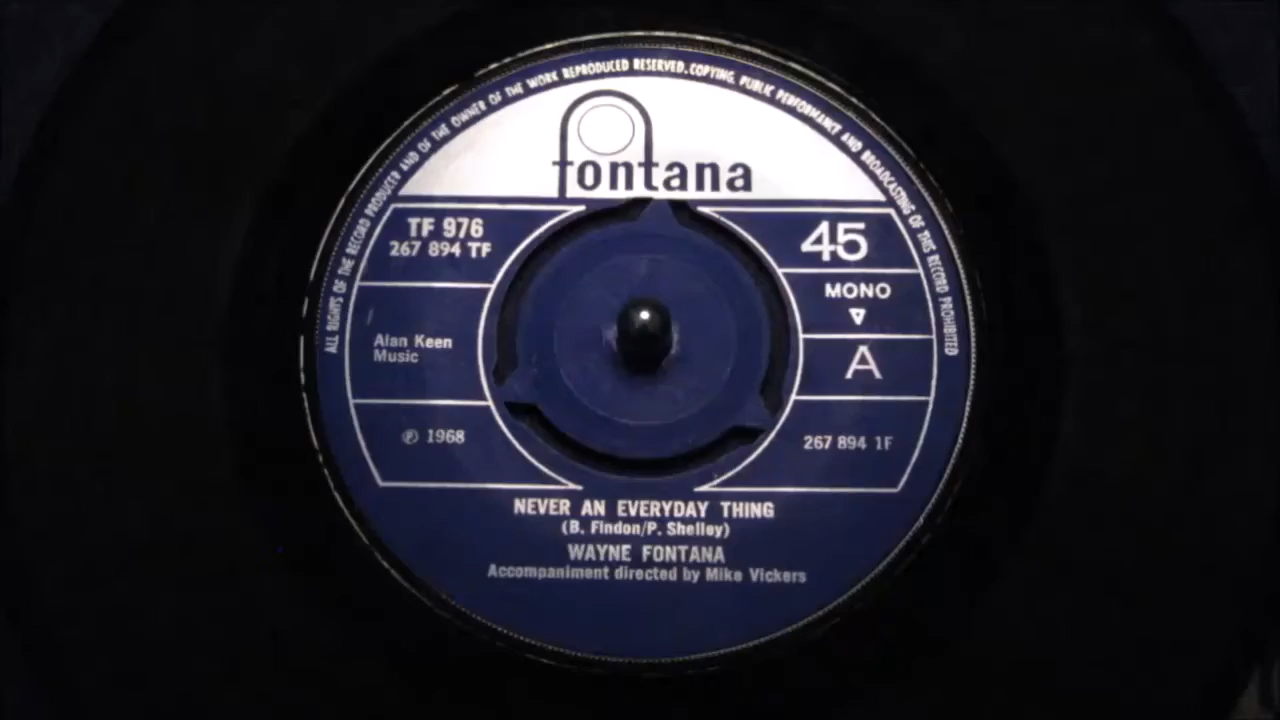 ALL RIGHTS OF THE RECORD PRODUCER AND OF THE OWNER OF THE WORK REPRODUCED RESERVED. COPYING, PUBLIC PERFORMANCE AND BROADCASTING OF THIS RECORD PROHIBITED
fontana
TF 976
267 894 TF
45
MONO
A
Alan Keen
Music
℗ 1968
267 894 1F
NEVER AN EVERYDAY THING
(B. Findon/P. Shelley)
WAYNE FONTANA
Accompaniment directed by Mike Vickers